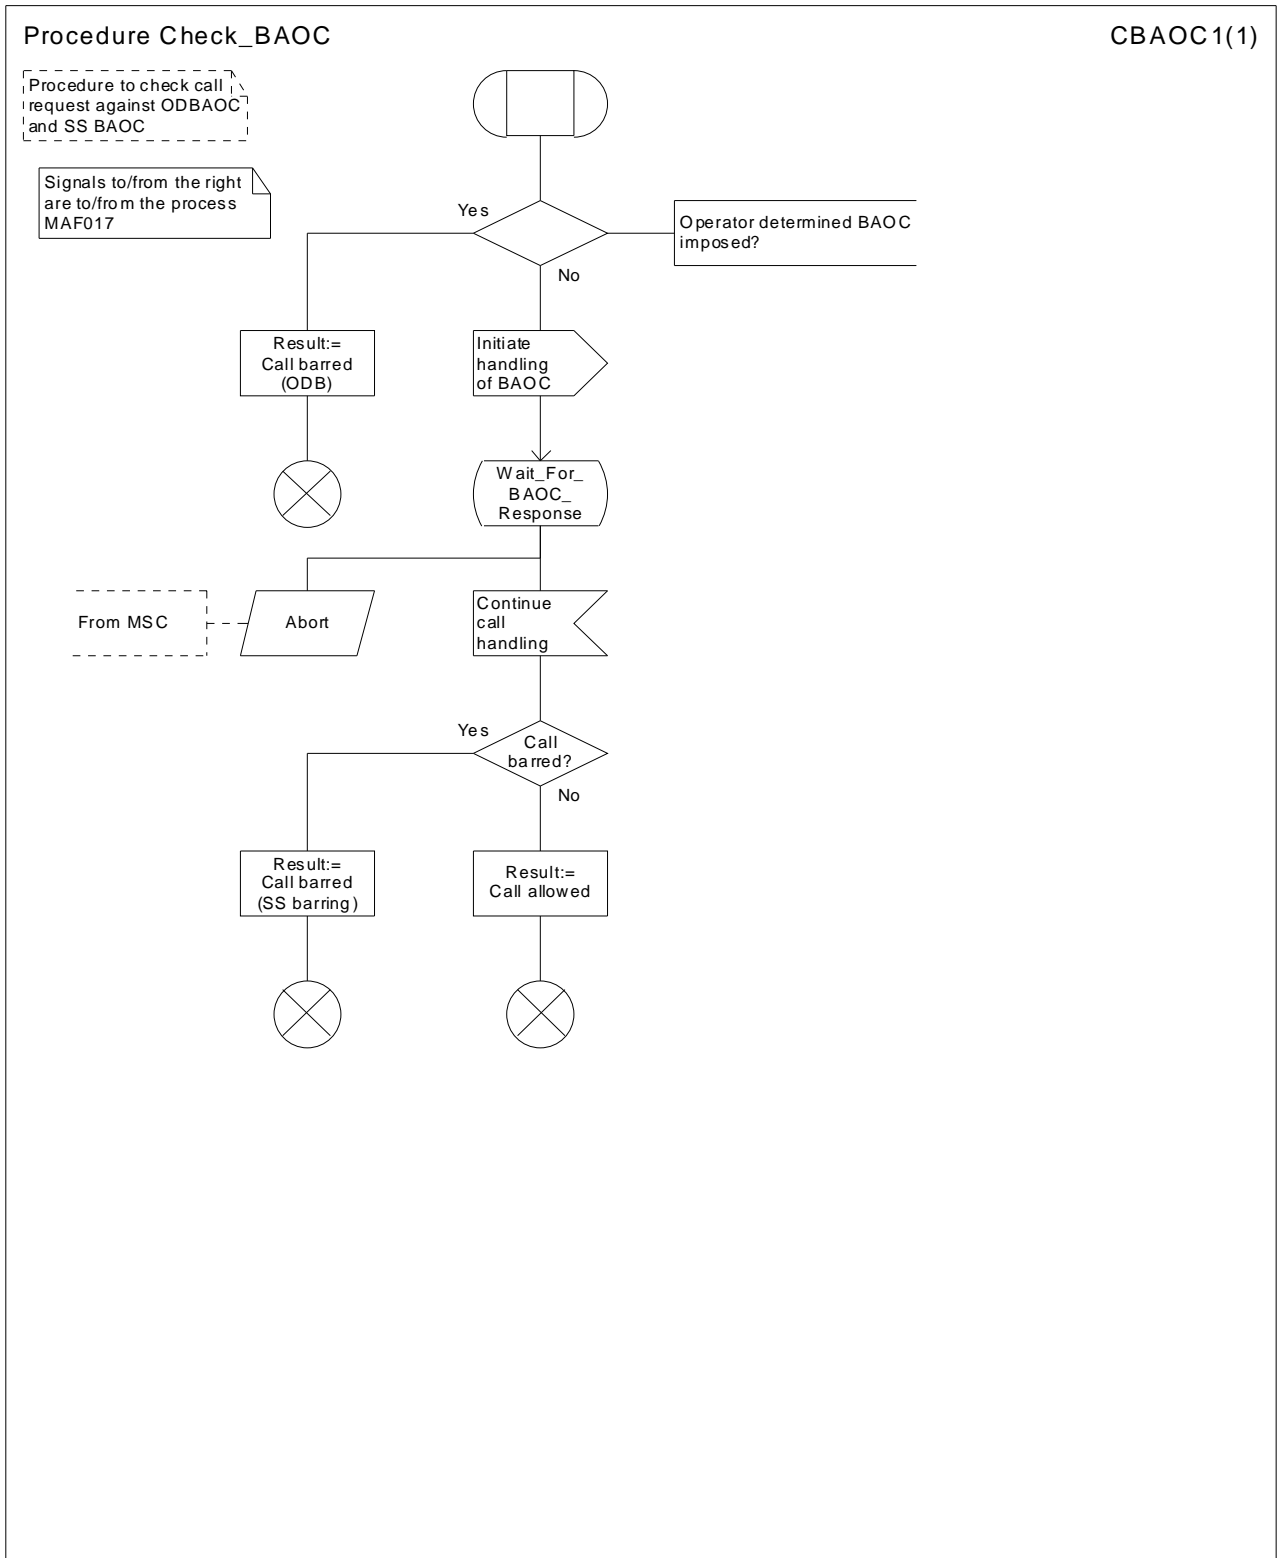 Procedure Check_BAOC
CBAOC1(1)
Procedure to check call
request against ODBAOC
and SS BAOC
Signals to/from the right
are to/from the process
MAF017
Yes
Operator determined BAOC
imposed?
No
Result:=
Call barred
(ODB)
Initiate
handling
of BAOC
Wait_For_
BAOC_
Response
From MSC
Abort
Continue
call
handling
Yes
Call
barred?
No
Result:=
Call barred
(SS barring)
Result:=
Call allowed